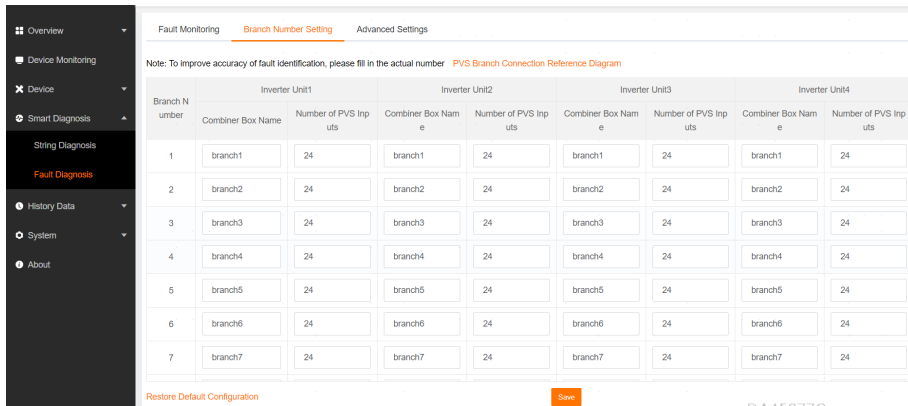 Overview
Device Monitoring
Device
Smart Diagnosis
String Diagnosis
Fault Diagnosis
History Data
System
About
Fault Monitoring Branch Number Setting Advanced Settings
Note: To improve accuracy of fault identification, please fill in the actual number PVS Branch Connection Reference Diagram
Branch N
umber
Inverter Unit1 Inverter Unit2 Inverter Unit3 Inverter Unit4
Combiner Box Name Number of PVS Inp
uts
Combiner Box Nam
e
Number of PVS Inp
uts
Combiner Box Nam
e
Number of PVS Inp
uts
Combiner Box Nam
e
Number of PVS Inp
uts
1 branch1 24 branch1 24 branch1 24 branch1 24
2 branch2 24 branch2 24 branch2 24 branch2 24
3 branch3 24 branch3 24 branch3 24 branch3 24
4 branch4 24 branch4 24 branch4 24 branch4 24
5 branch5 24 branch5 24 branch5 24 branch5 24
6 branch6 24 branch6 24 branch6 24 branch6 24
7 branch7 24 branch7 24 branch7 24 branch7 24
Restore Default Configuration Save